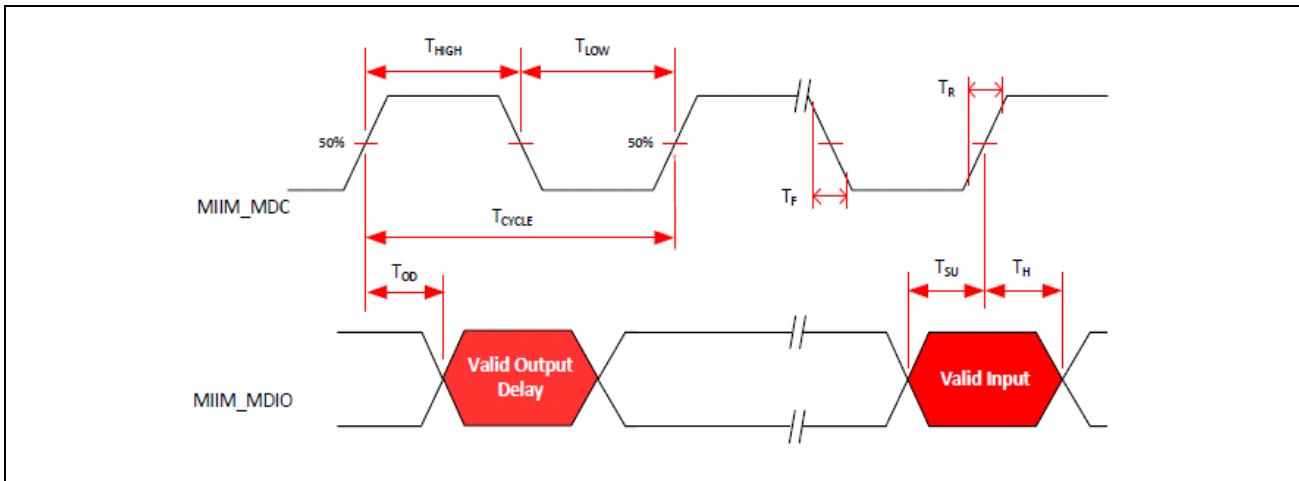 THIGH
TLOW
TR
50%
50%
TF
MIIM_MDC
TCYCLE
TOD
TSU
TH
Valid Output
Delay
Valid Input
MIIM_MDIO